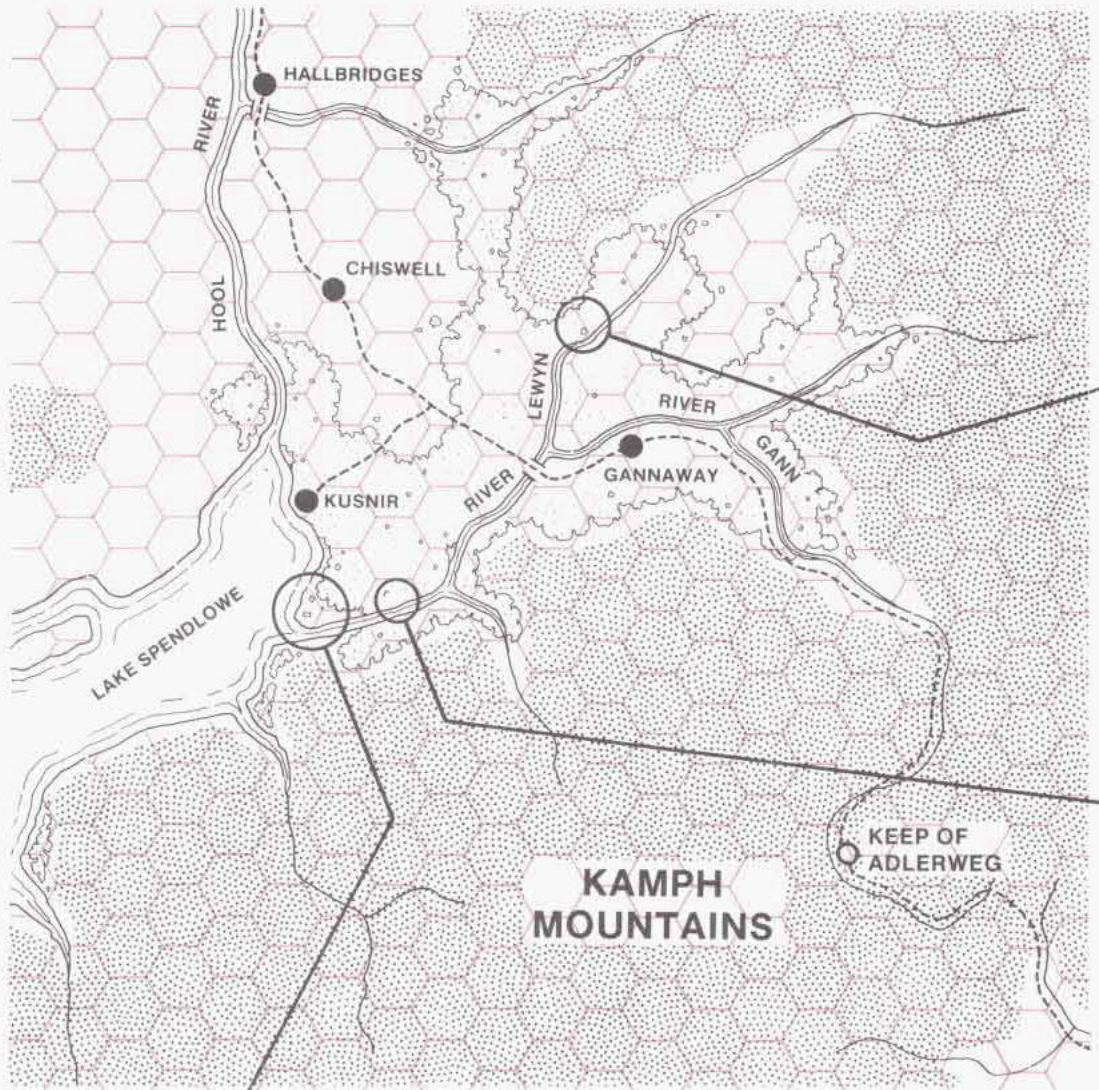 HALLBRIDGES
RIVER
HOOL
CHISWELL
LEWYN
RIVER
GANN
GANNAWAY
RIVER
KUSNIR
LAKE SPENDLOWE
KEEP OF
ADLERWEG
KAMPH
MOUNTAINS